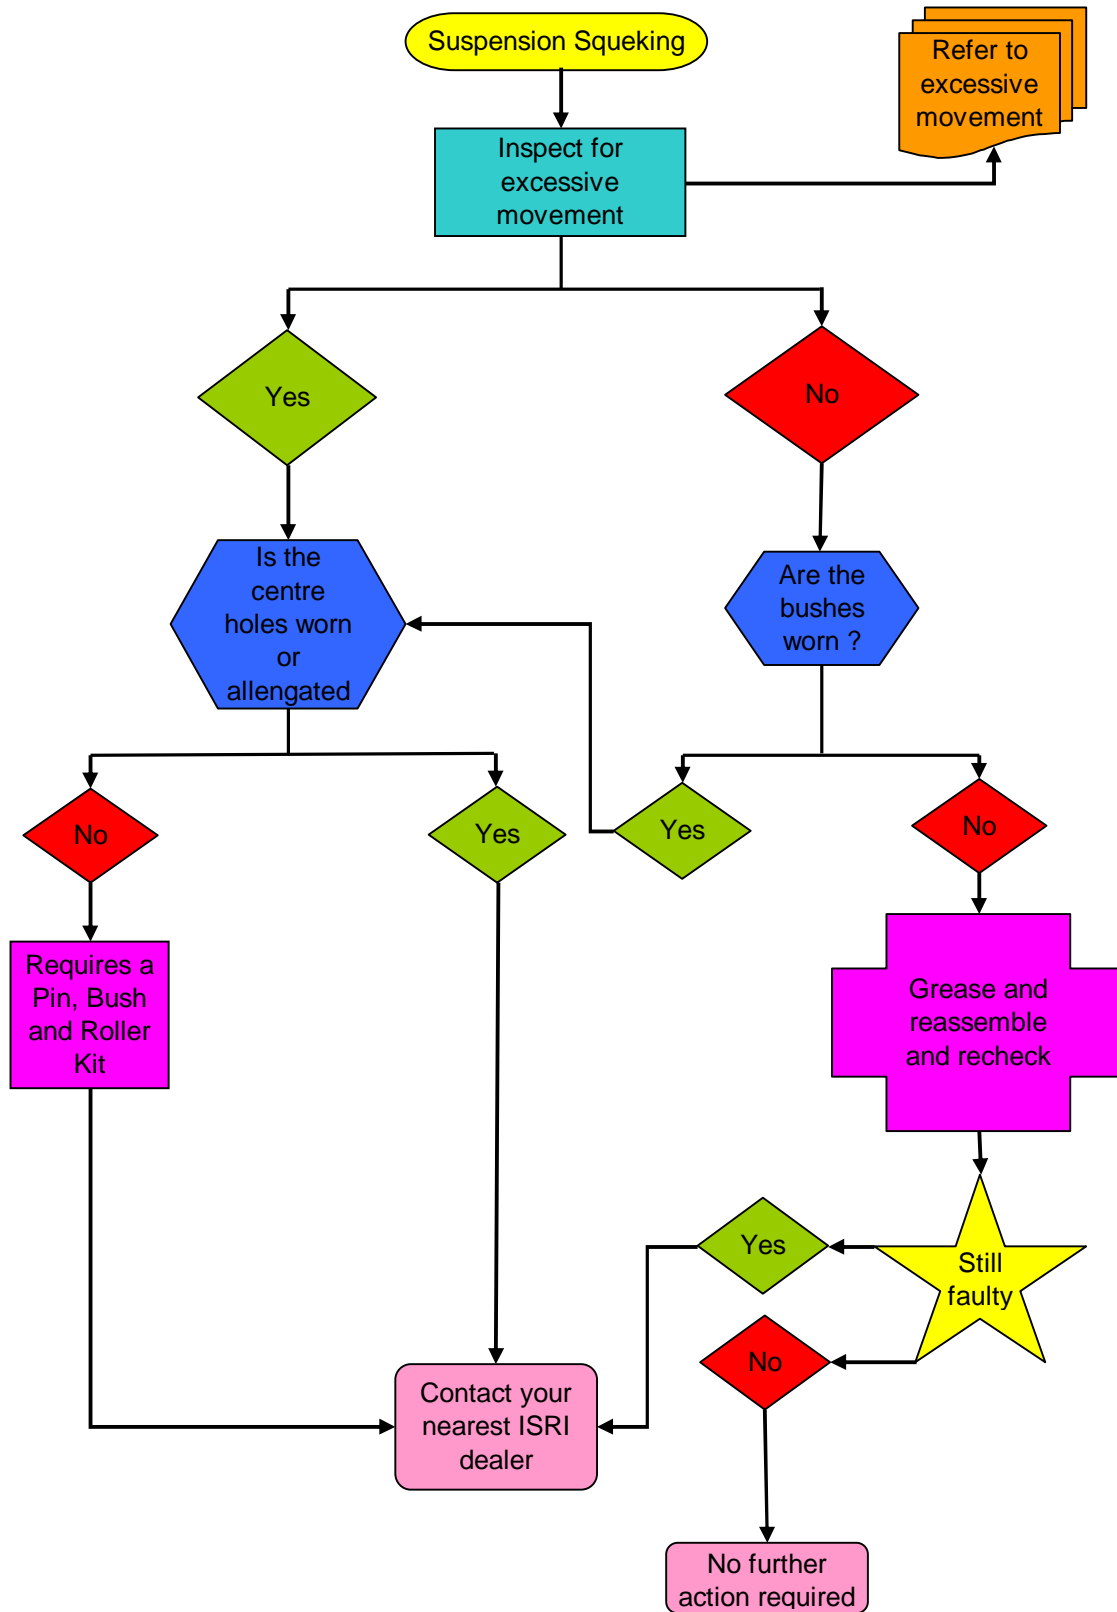 Suspension Squeking
Refer to
excessive
movement
Inspect for
excessive
movement
Yes
No
Is the
centre
holes worn
or
allengated
Are the
bushes
worn ?
No
Yes
Yes
No
Requires a
Pin, Bush
and Roller
Kit
Grease and
reassemble
and recheck
Yes
Still
faulty
No
Contact your
nearest ISRI
dealer
No further
action required